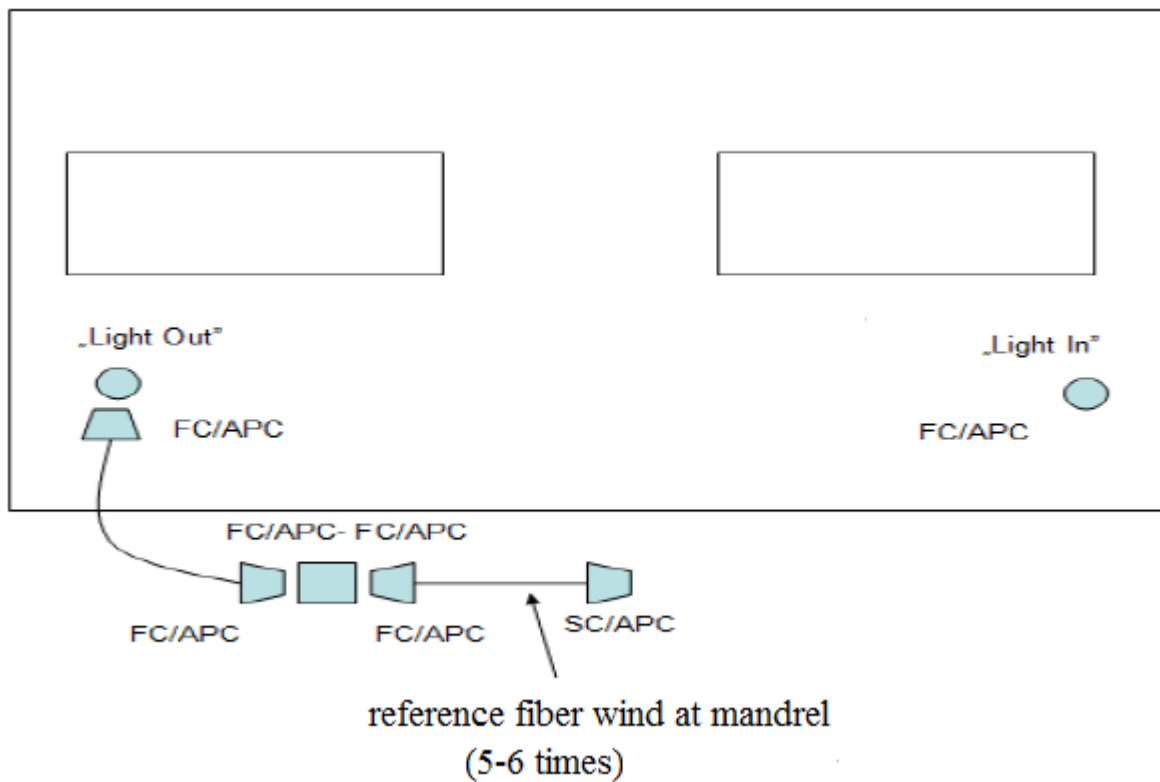 „Light Out”
„Light In”
FC/APC
FC/APC
FC/APC- FC/APC
FC/APC
FC/APC
SC/APC
reference fiber wind at mandrel
(5-6 times)